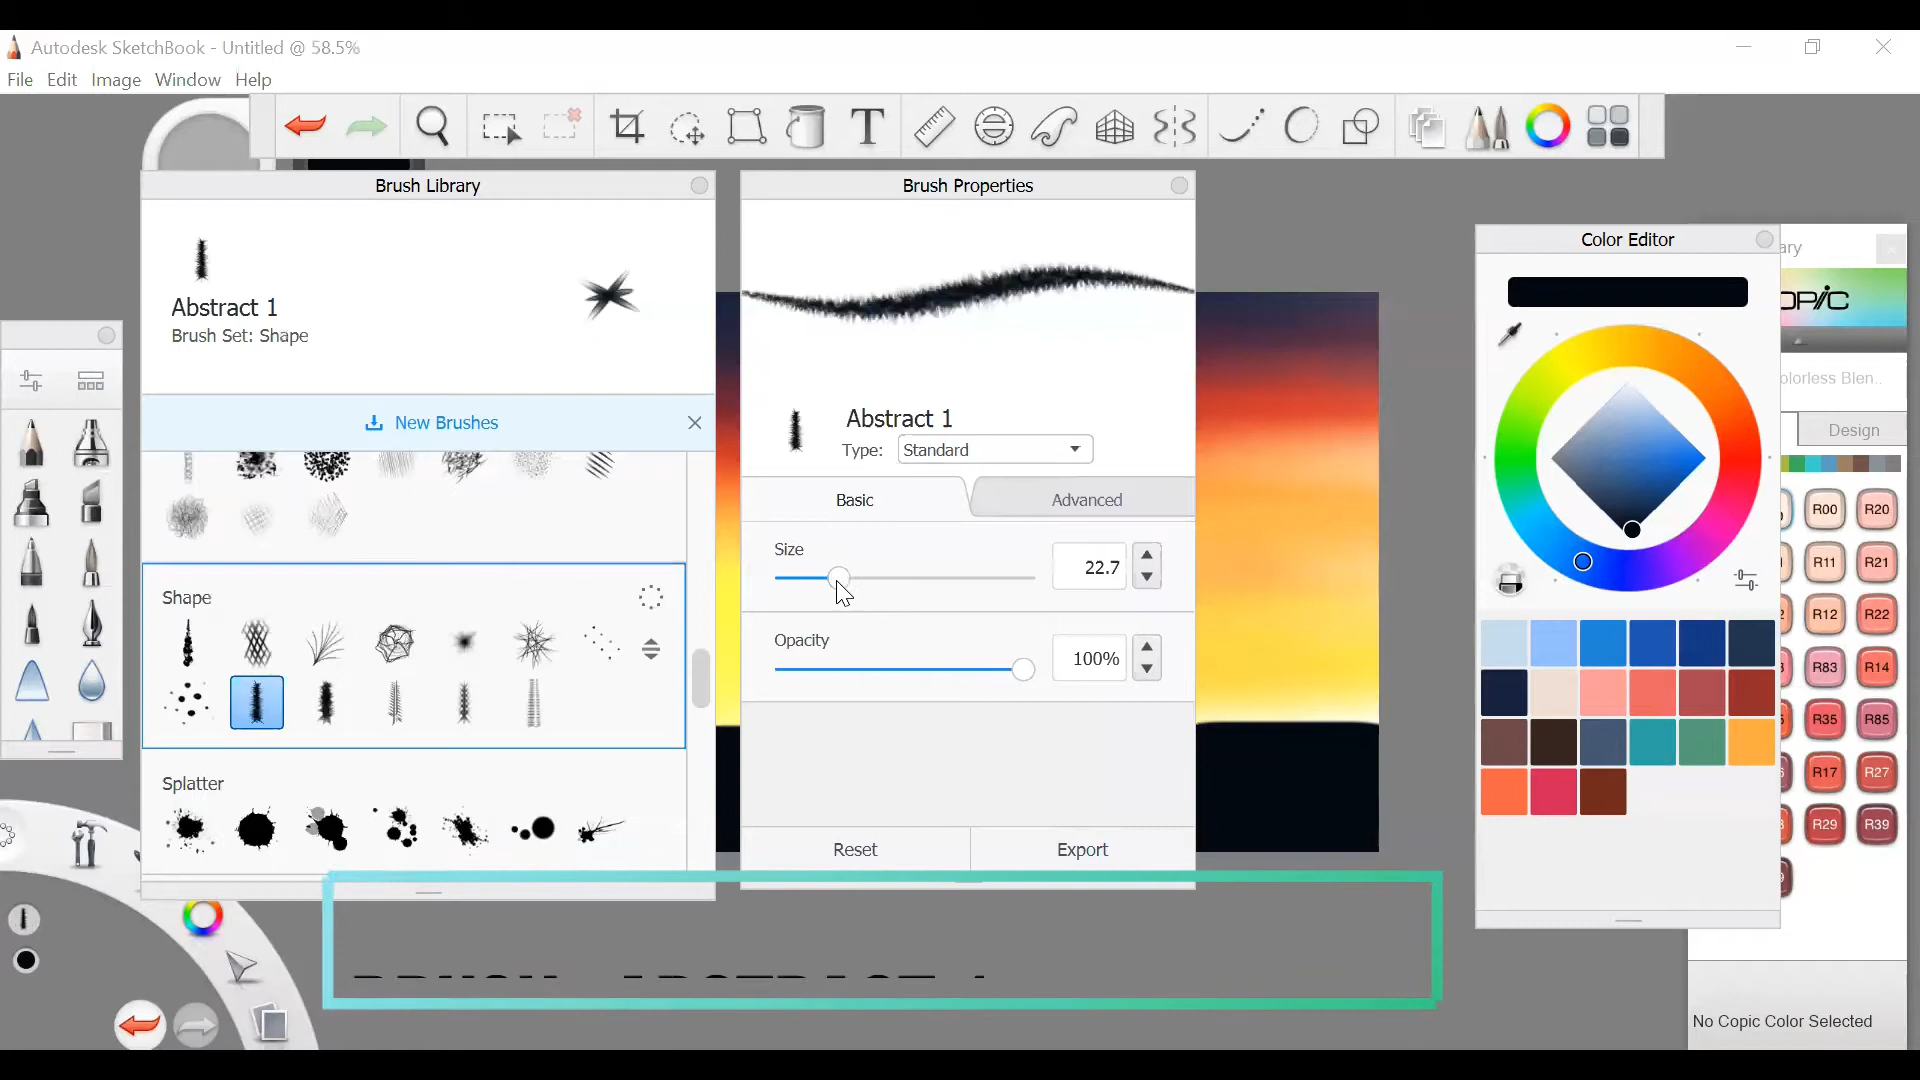 Autodesk SketchBook - Untitled @ 58.5%
File Edit Image Window Help
T
Brush Library
Brush Properties
Color Editor
Abstract 1
Brush Set: Shape
New Brushes
Abstract 1
Type: Standard
Design
Basic Advanced
Size
22.7
Opacity
100%
Reset Export
Shape
Splatter
R00 R20
R11 R21
R12 R22
R83 R14
R35 R85
R17 R27
R29 R39
No Copic Color Selected